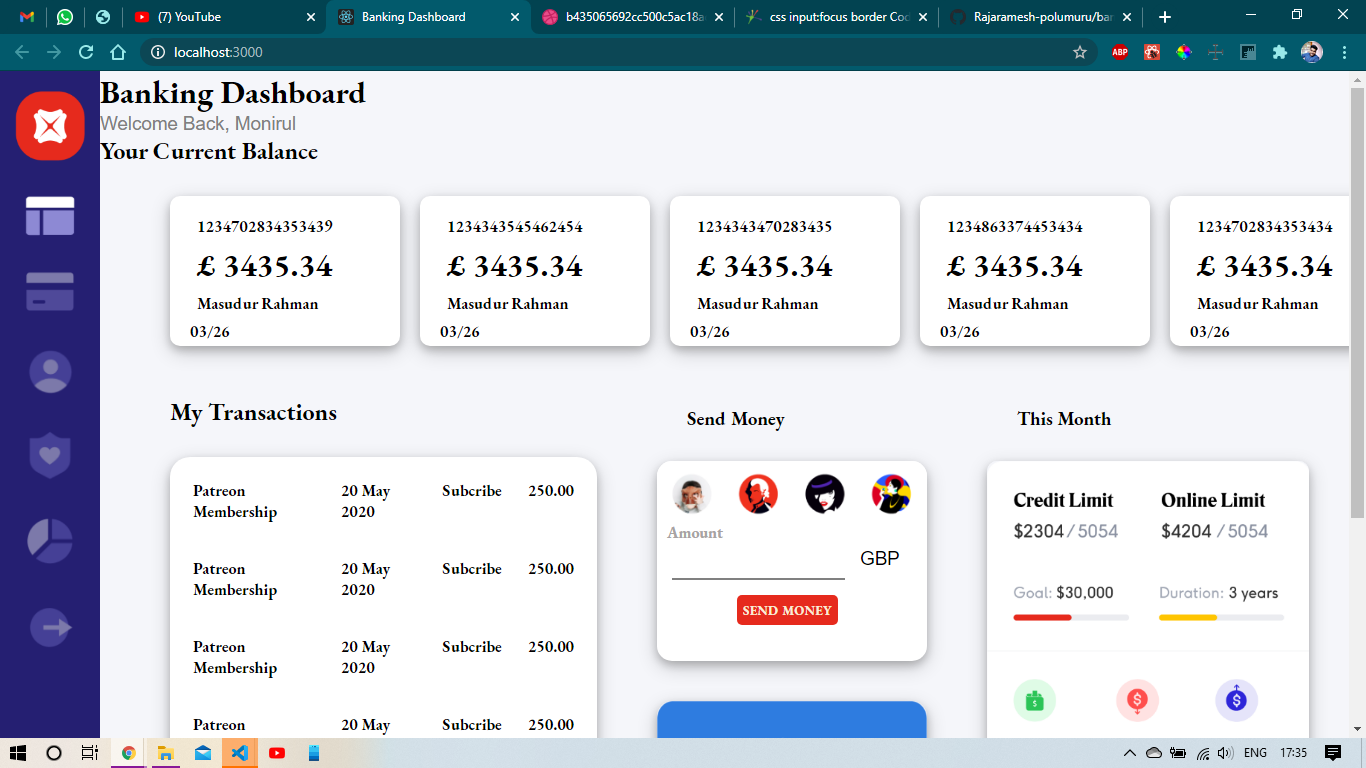 (7) YouTube
Banking Dashboard
b435065692cc500c5ac18a
css input:focus border Cod
Rajaramesh-polumuru/bar
localhost:3000
ABP
Banking Dashboard
Welcome Back, Monirul
Your Current Balance
1234702834353439
£ 3435.34
Masudur Rahman
03/26
1234343545462454
£ 3435.34
Masudur Rahman
03/26
1234343470283435
£ 3435.34
Masudur Rahman
03/26
1234863374453434
£ 3435.34
Masudur Rahman
03/26
1234702834353434
£ 3435.34
Masudur Rahman
03/26
My Transactions
Patreon 20 May Subcribe 250.00
Membership 2020
Patreon 20 May Subcribe 250.00
Membership 2020
Patreon 20 May Subcribe 250.00
Membership 2020
Patreon 20 May Subcribe 250.00
Send Money
Amount
GBP
SEND MONEY
This Month
Credit Limit Online Limit
$2304 / 5054 $4204 / 5054
Goal: $30,000 Duration: 3 years
ENG 17:35